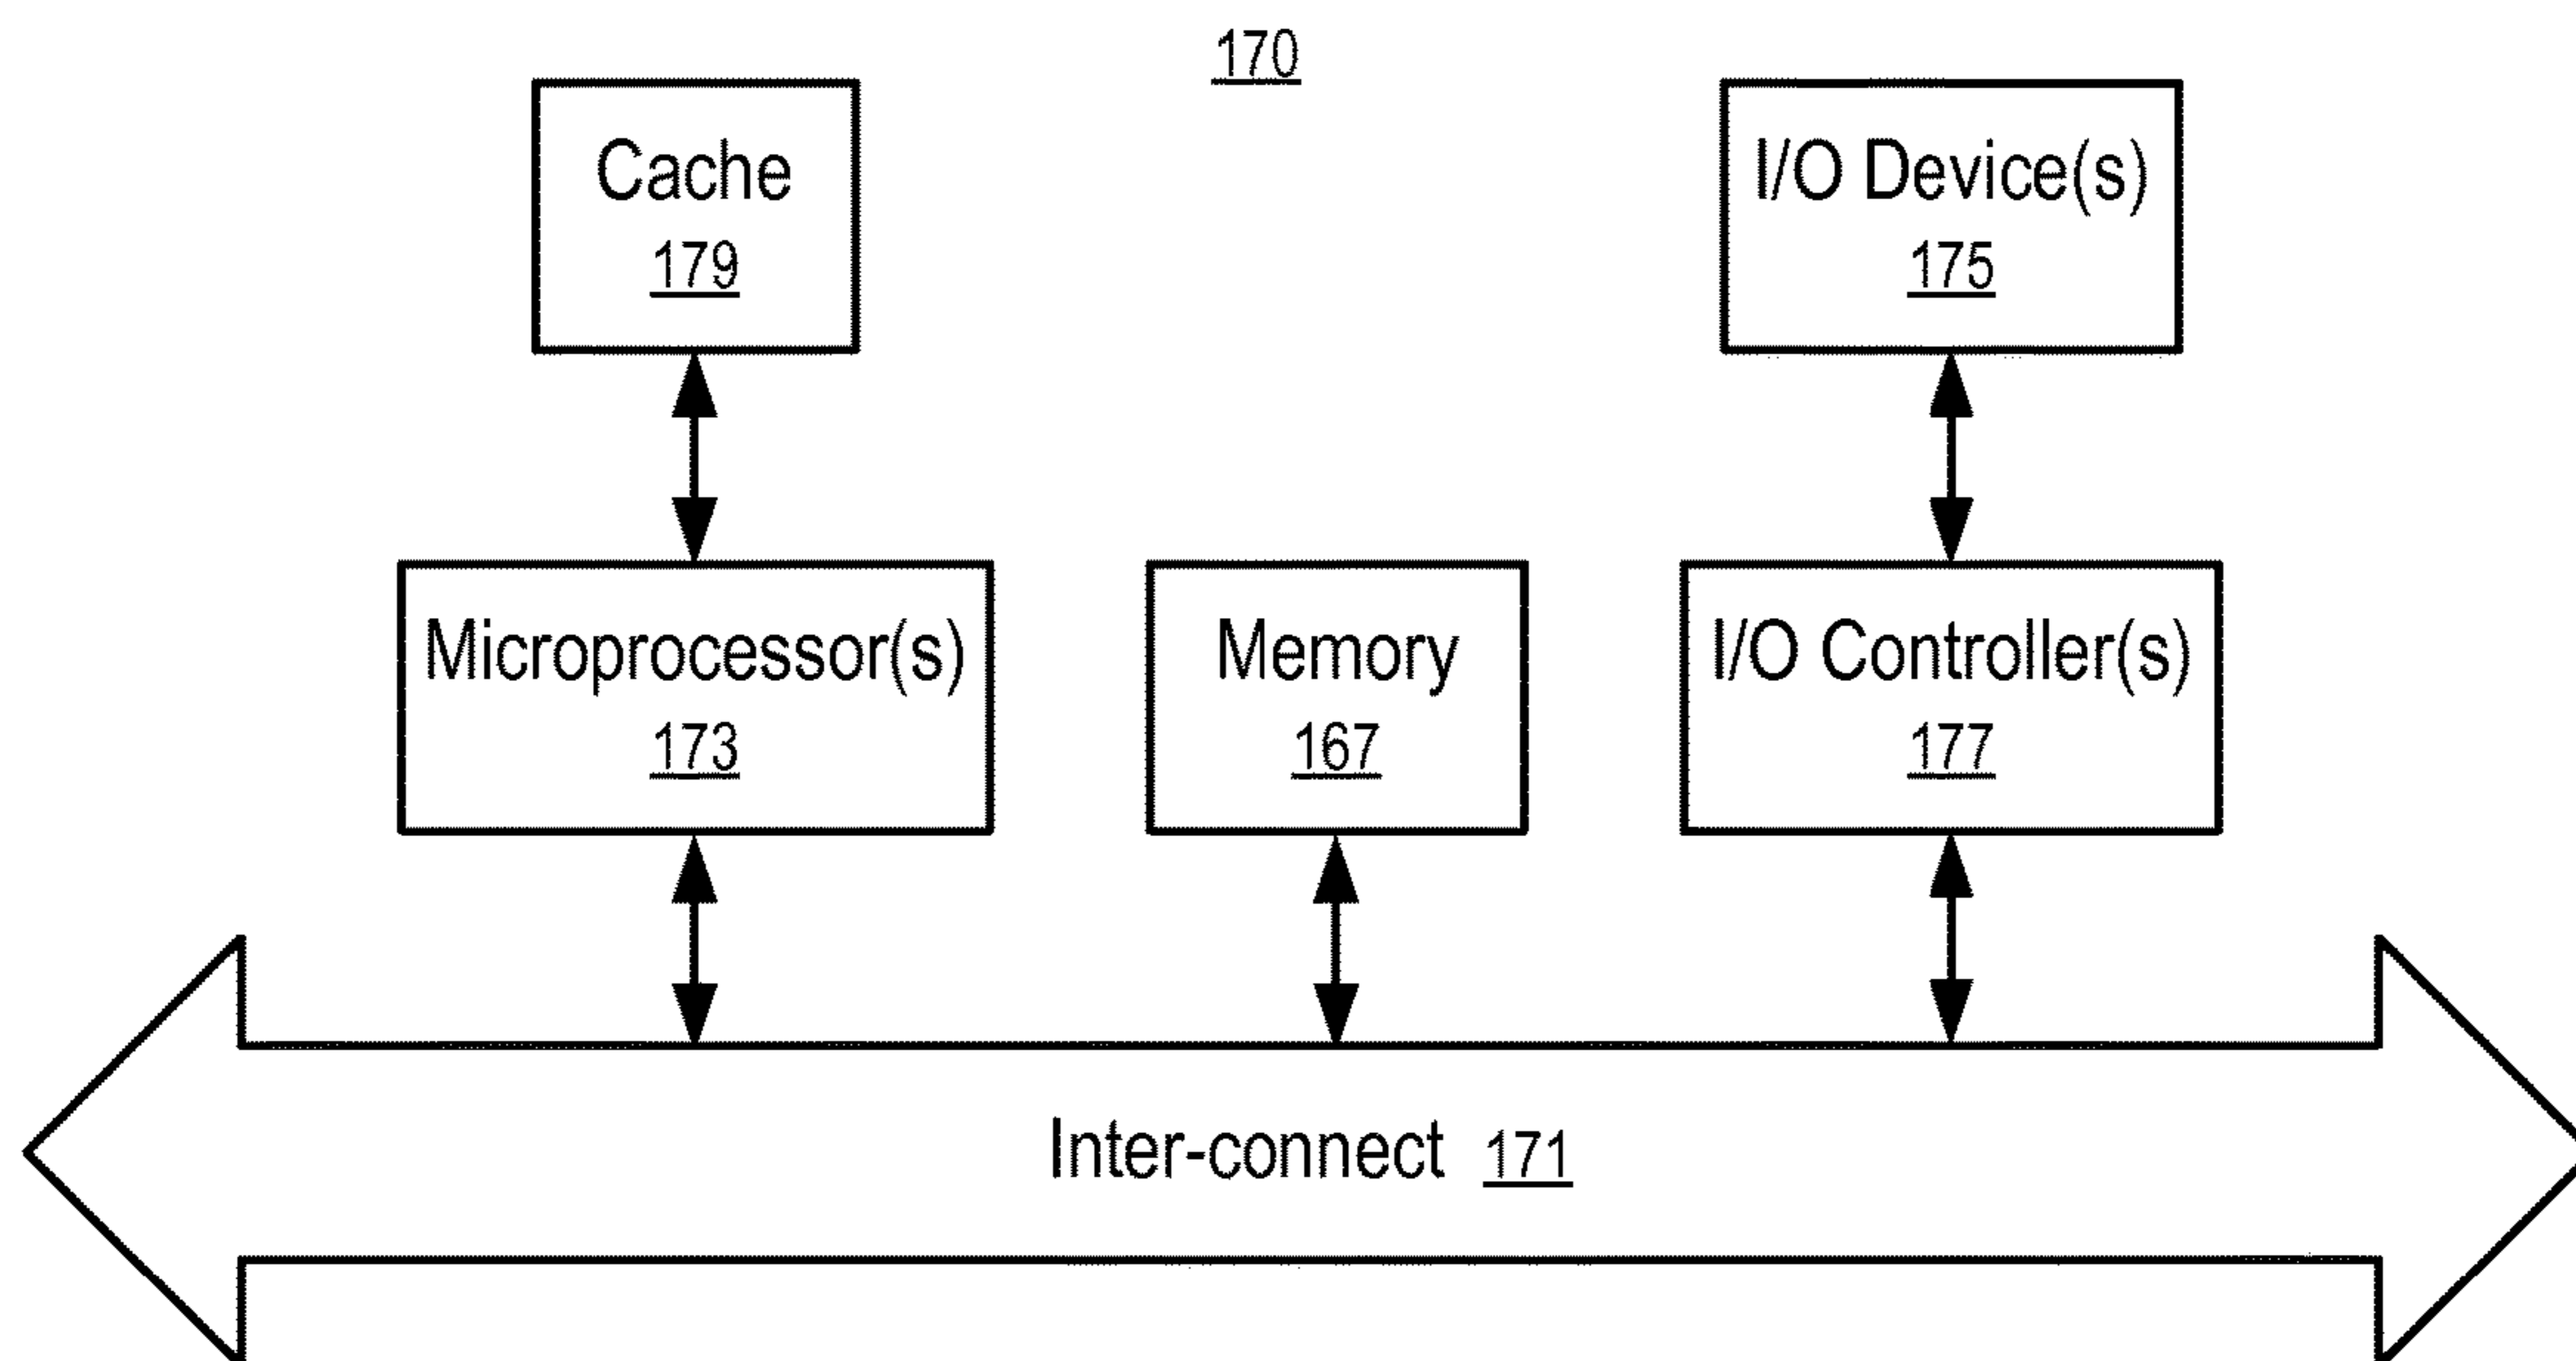 170
Cache
179
I/O Device(s)
175
Microprocessor(s)
173
Memory
167
I/O Controller(s)
177
Inter-connect 171